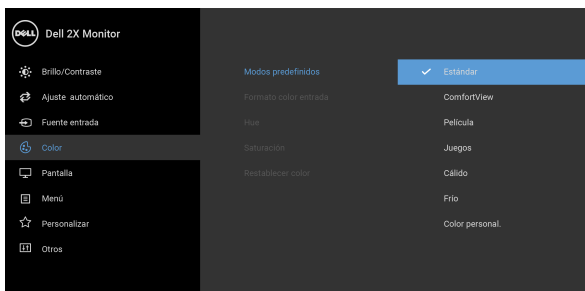 DELL
Dell 2X Monitor
Brillo/Contraste
Ajuste automático
Fuente entrada
Color
Pantalla
Menú
Personalizar
Otros
Modos predefinidos
Formato color entrada
Hue
Saturación
Restablecer color
Estándar
ComfortView
Película
Juegos
Cálido
Frío
Color personal.